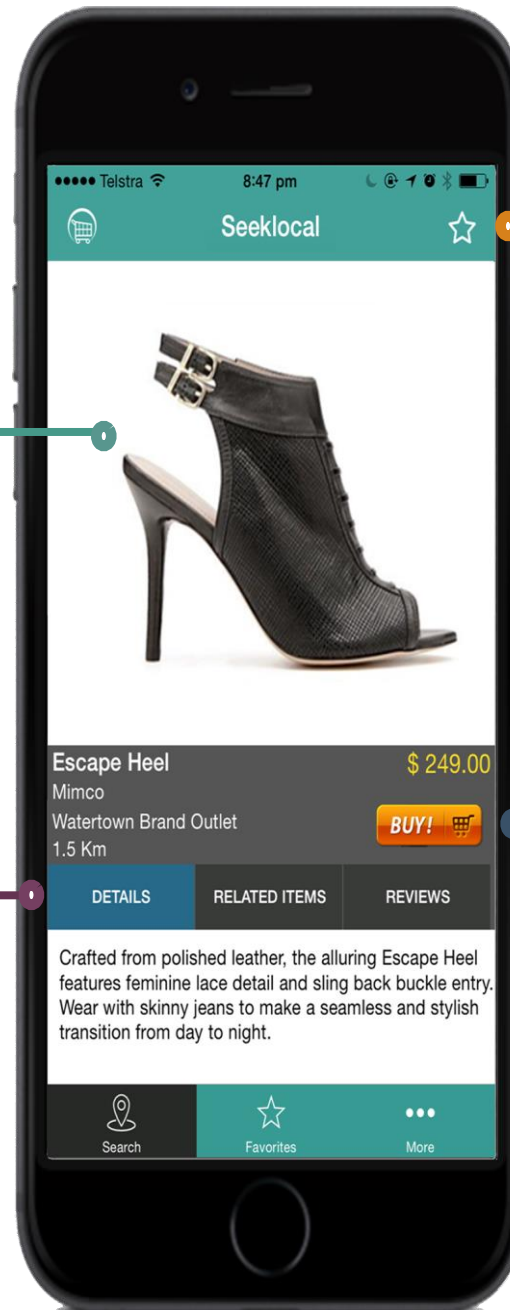 Telstra 8:47 pm
Seeklocal
Escape Heel $ 249.00
Mimco
Watertown Brand Outlet BUY!
1.5 Km
DETAILS RELATED ITEMS REVIEWS
Crafted from polished leather, the alluring Escape Heel
features feminine lace detail and sling back buckle entry.
Wear with skinny jeans to make a seamless and stylish
transition from day to night.
Search Favorites More